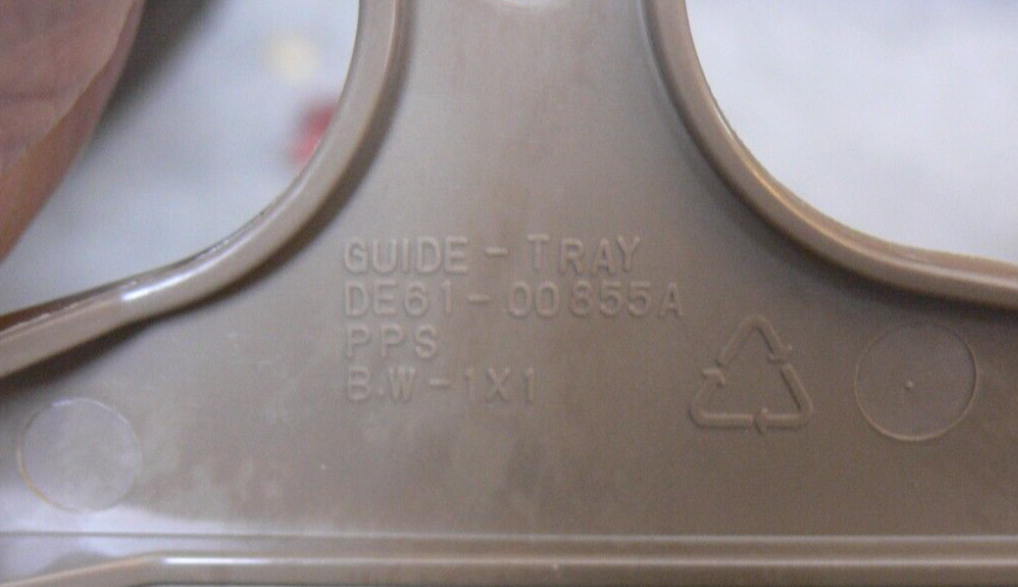 GUIDE - TRAY
DE61-00855A
PPS
B.W-1X1